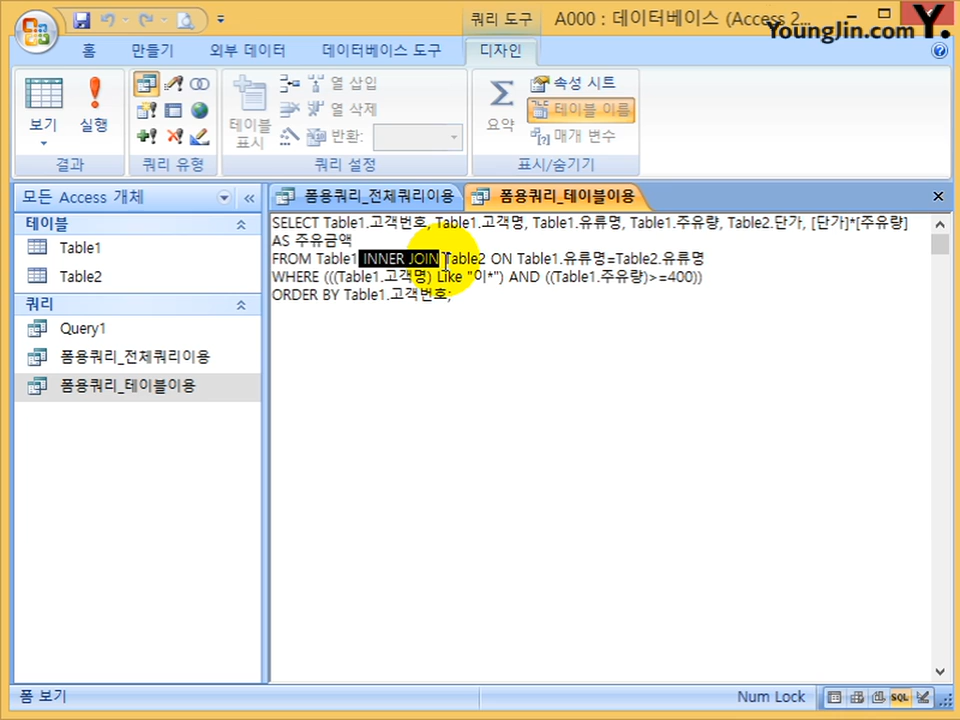 쿼리 도구
A000 : 데이터베이스 (Access 2...
YoungJin.com Y.
홈 만들기 외부 데이터 데이터베이스 도구 디자인
보기
실행
결과
쿼리 유형
테이블 표시
열 삽입
열 삭제
반환:
쿼리 설정
요약
속성 시트
테이블 이름
매개 변수
표시/숨기기
모든 Access 개체
테이블
Table1
Table2
쿼리
Query1
폼용쿼리_전체쿼리이용
폼용쿼리_테이블이용
폼용쿼리_전체쿼리이용 폼용쿼리_테이블이용
SELECT Table1.고객번호, Table1.고객명, Table1.유류명, Table1.주유량, Table2.단가, [단가]*[주유량]
AS 주유금액
FROM Table1 INNER JOIN Table2 ON Table1.유류명=Table2.유류명
WHERE (((Table1.고객명) Like "이*") AND ((Table1.주유량)>=400))
ORDER BY Table1.고객번호;
폼 보기
Num Lock
SQL